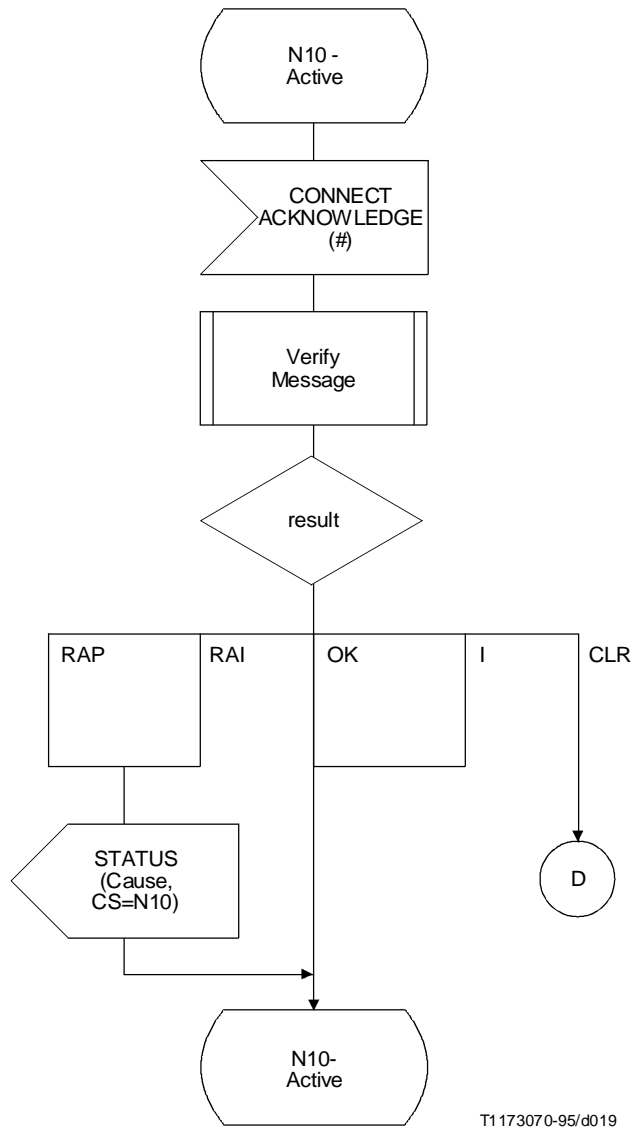 N10 -
Active
CONNECT
ACKNOWLEDGE
(#)
Verify
Message
result
RAP
RAI
OK
I
CLR
STATUS
(Cause,
CS=N10)
D
N10-
Active
T1173070-95/d019